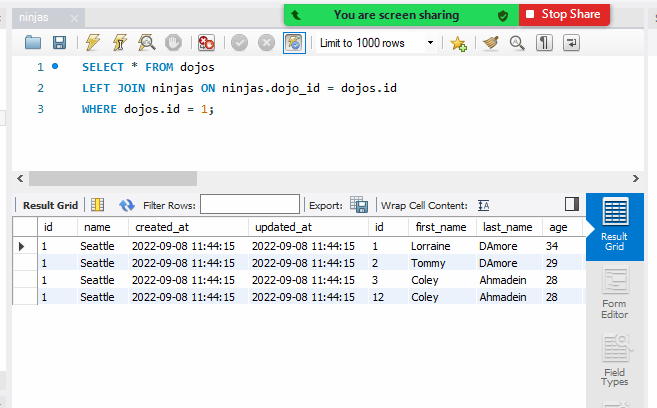 ninjas
You are screen sharing
Stop Share
Limit to 1000 rows
1 SELECT * FROM dojos
2 LEFT JOIN ninjas ON ninjas.dojo_id = dojos.id
3 WHERE dojos.id = 1;
Result Grid Filter Rows: Export: Wrap Cell Content:
id name created_at updated_at id first_name last_name age
1 Seattle 2022-09-08 11:44:15 2022-09-08 11:44:15 1 Lorraine DAmore 34
1 Seattle 2022-09-08 11:44:15 2022-09-08 11:44:15 2 Tommy DAmore 29
1 Seattle 2022-09-08 11:44:15 2022-09-08 11:44:15 3 Coley Ahmadein 28
1 Seattle 2022-09-08 11:44:15 2022-09-08 11:44:15 12 Coley Ahmadein 28
Result
Grid
Form
Editor
Field
Types